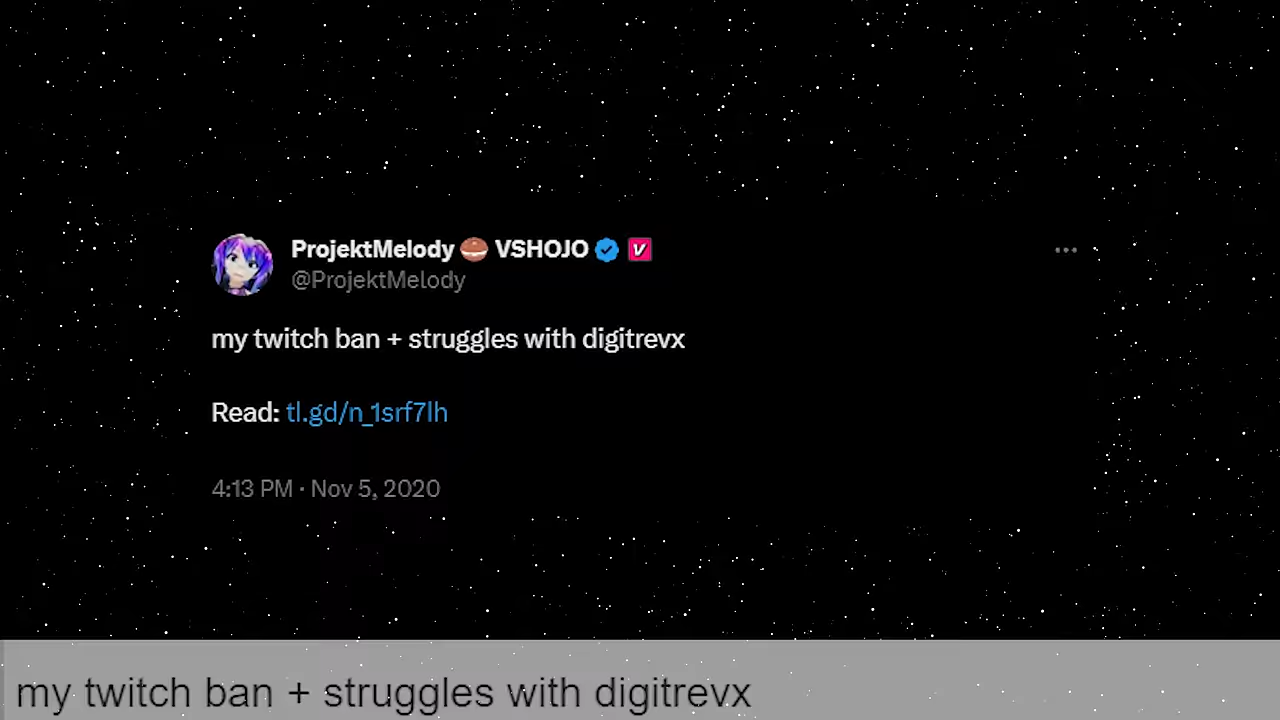 ProjektMelody VSHOJO
@ProjektMelody
my twitch ban + struggles with digitrevx
Read: tl.gd/n_1srf7lh
4:13 PM · Nov 5, 2020
my twitch ban + struggles with digitrevx